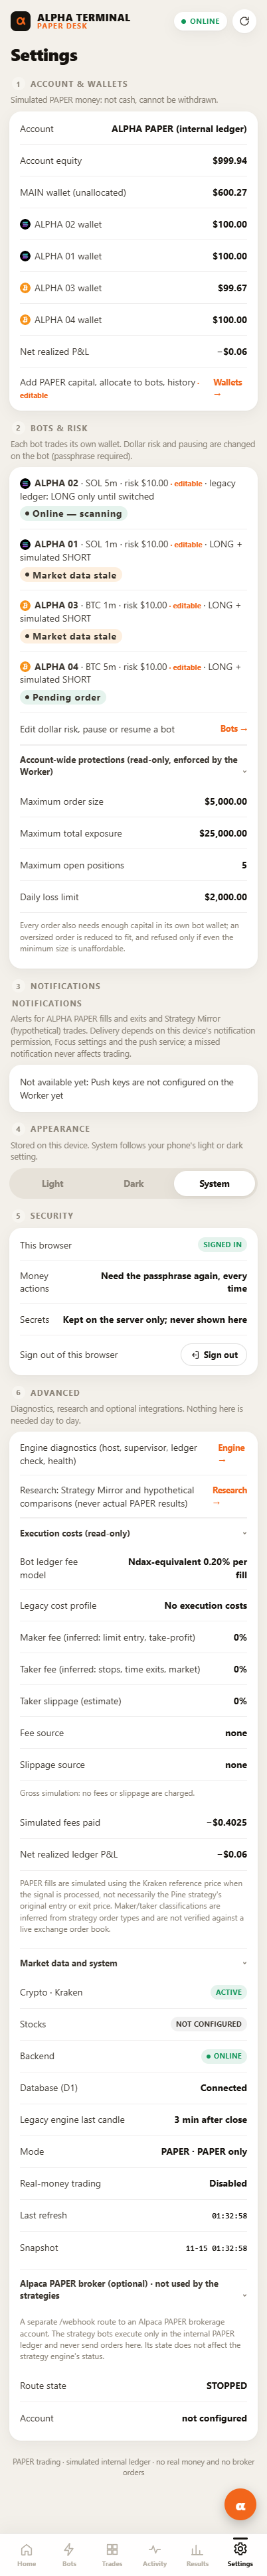 ALPHA TERMINAL
PAPER DESK
ONLINE
Settings
1 ACCOUNT & WALLETS
Simulated PAPER money: not cash, cannot be withdrawn.
Account ALPHA PAPER (internal ledger)
Account equity $999.94
MAIN wallet (unallocated) $600.27
ALPHA 02 wallet $100.00
ALPHA 01 wallet $100.00
ALPHA 03 wallet $99.67
ALPHA 04 wallet $100.00
Net realized P&L −$0.06
Add PAPER capital, allocate to bots, history · editable Wallets →
2 BOTS & RISK
Each bot trades its own wallet. Dollar risk and pausing are changed
on the bot (passphrase required).
ALPHA 02 · SOL 5m · risk $10.00 · editable · legacy
ledger: LONG only until switched
Online — scanning
ALPHA 01 · SOL 1m · risk $10.00 · editable · LONG +
simulated SHORT
Market data stale
ALPHA 03 · BTC 1m · risk $10.00 · editable · LONG +
simulated SHORT
Market data stale
ALPHA 04 · BTC 5m · risk $10.00 · editable · LONG +
simulated SHORT
Pending order
Edit dollar risk, pause or resume a bot Bots →
Account-wide protections (read-only, enforced by the
Worker)
Maximum order size $5,000.00
Maximum total exposure $25,000.00
Maximum open positions 5
Daily loss limit $2,000.00
Every order also needs enough capital in its own bot wallet; an
oversized order is reduced to fit, and refused only if even the
minimum size is unaffordable.
3 NOTIFICATIONS
NOTIFICATIONS
Alerts for ALPHA PAPER fills and exits and Strategy Mirror
(hypothetical) trades. Delivery depends on this device's notification
permission, Focus settings and the push service; a missed
notification never affects trading.
Not available yet: Push keys are not configured on the
Worker yet
4 APPEARANCE
Stored on this device. System follows your phone's light or dark
setting.
Light Dark System
5 SECURITY
This browser SIGNED IN
Money actions Need the passphrase again, every time
Secrets Kept on the server only; never shown here
Sign out of this browser Sign out
6 ADVANCED
Diagnostics, research and optional integrations. Nothing here is
needed day to day.
Engine diagnostics (host, supervisor, ledger check, health) Engine →
Research: Strategy Mirror and hypothetical comparisons (never actual PAPER results) Research →
Execution costs (read-only)
Bot ledger fee model Ndax-equivalent 0.20% per fill
Legacy cost profile No execution costs
Maker fee (inferred: limit entry, take-profit) 0%
Taker fee (inferred: stops, time exits, market) 0%
Taker slippage (estimate) 0%
Fee source none
Slippage source none
Gross simulation: no fees or slippage are charged.
Simulated fees paid −$0.4025
Net realized ledger P&L −$0.06
PAPER fills are simulated using the Kraken reference price when
the signal is processed, not necessarily the Pine strategy's
original entry or exit price. Maker/taker classifications are
inferred from strategy order types and are not verified against a
live exchange order book.
Market data and system
Crypto · Kraken ACTIVE
Stocks NOT CONFIGURED
Backend ONLINE
Database (D1) Connected
Legacy engine last candle 3 min after close
Mode PAPER · PAPER only
Real-money trading Disabled
Last refresh 01:32:58
Snapshot 11-15 01:32:58
Alpaca PAPER broker (optional) · not used by the
strategies
A separate /webhook route to an Alpaca PAPER brokerage
account. The strategy bots execute only in the internal PAPER
ledger and never send orders here. Its state does not affect the
strategy engine's status.
Route state STOPPED
Account not configured
PAPER trading · simulated internal ledger · no real money and no broker
orders
Home Bots Trades Activity Results Settings